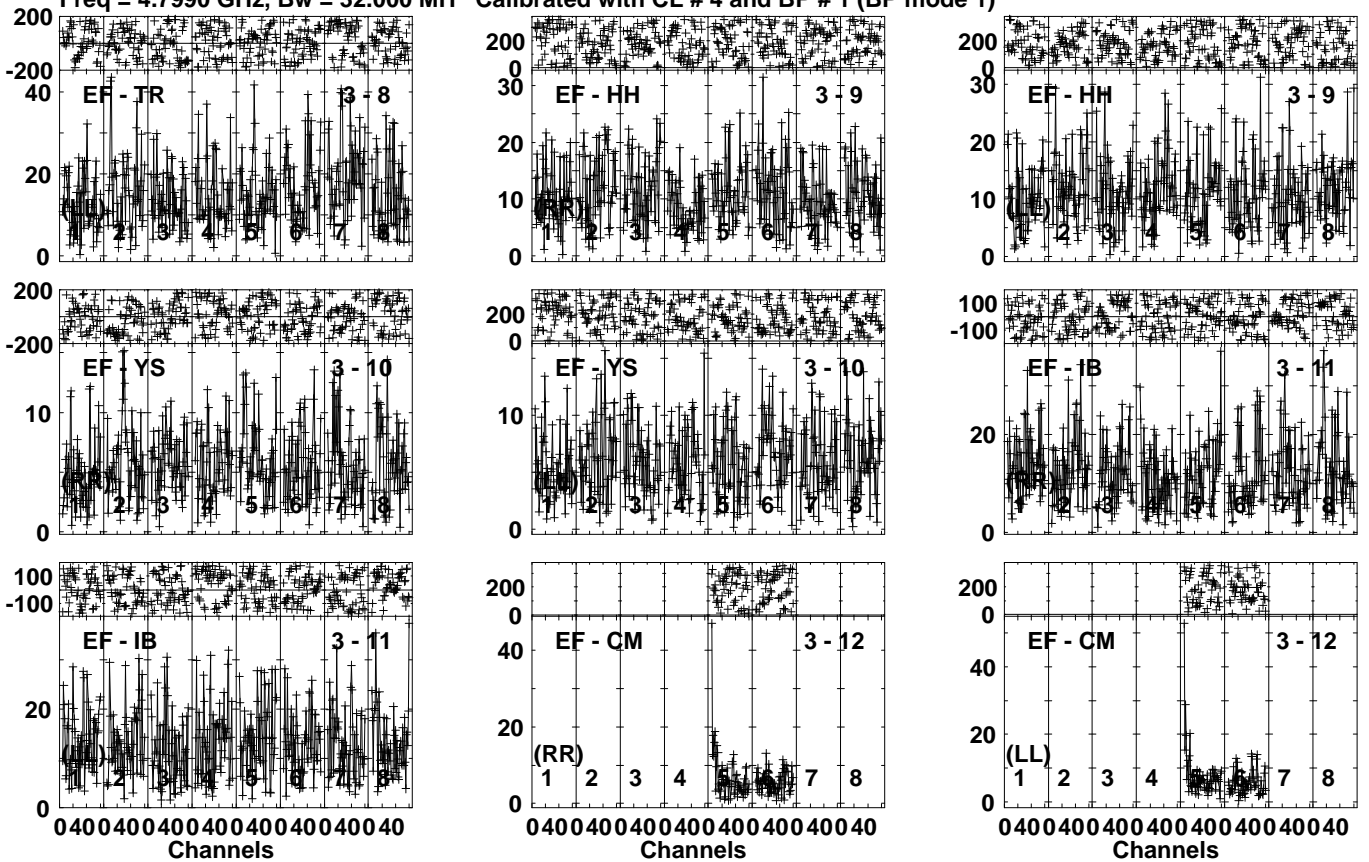 Freq = 4.7990 GHz, Bw = 32.000 MH Calibrated with CL # 4 and BP # 1 (BP mode 1)
200
-200
40
20
0
EF - TR 3 - 8
(LL)
1 2 3 4 5 6 7 8
200
0
30
20
10
0
EF - HH 3 - 9
(RR)
1 2 3 4 5 6 7 8
200
0
30
20
10
0
EF - HH 3 - 9
(LL)
1 2 3 4 5 6 7 8
200
-200
10
0
EF - YS 3 - 10
(RR)
1 2 3 4 5 6 7 8
200
0
10
0
EF - YS 3 - 10
(LL)
1 2 3 4 5 6 7 8
100
-100
20
0
EF - IB 3 - 11
(RR)
1 2 3 4 5 6 7 8
100
-100
20
0
EF - IB 3 - 11
(LL)
1 2 3 4 5 6 7 8
0 40 0 40 0 40 0 40 0 40 0 40 0 40 0 40
Channels
200
0
40
20
0
EF - CM 3 - 12
(RR)
1 2 3 4 5 6 7 8
0 40 0 40 0 40 0 40 0 40 0 40 0 40 0 40
Channels
200
0
40
20
0
EF - CM 3 - 12
(LL)
1 2 3 4 5 6 7 8
0 40 0 40 0 40 0 40 0 40 0 40 0 40 0 40
Channels